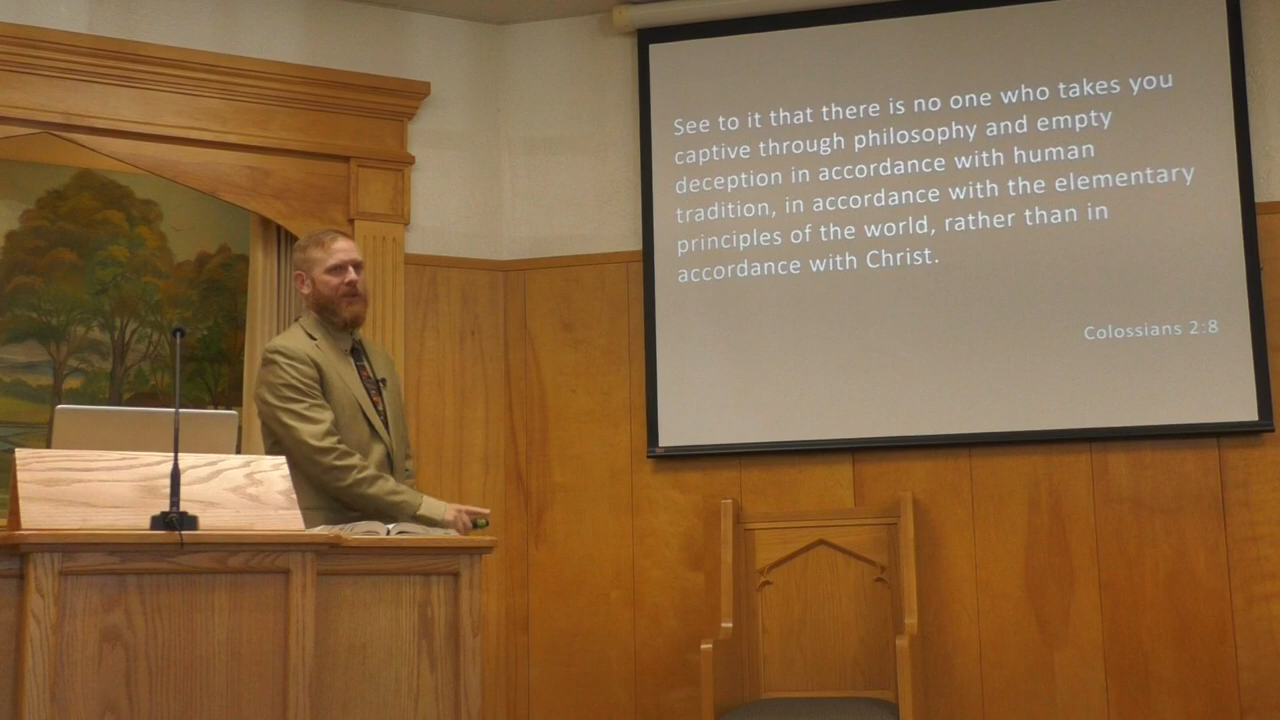 See to it that there is no one who takes you
captive through philosophy and empty
deception in accordance with human
tradition, in accordance with the elementary
principles of the world, rather than in
accordance with Christ.
Colossians 2:8